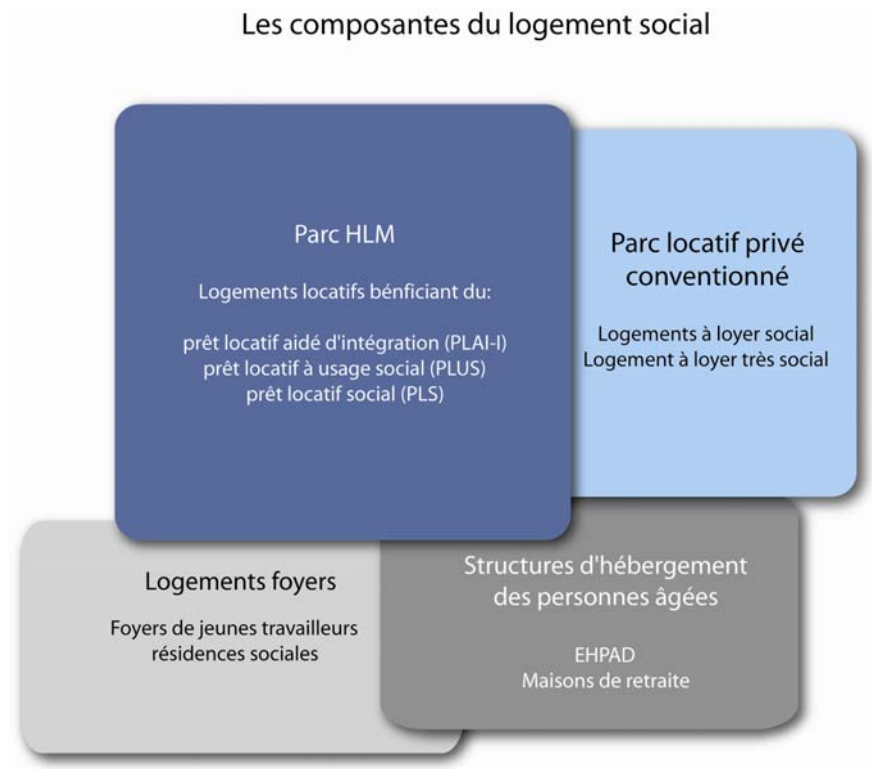 Les composantes du logement social
Parc HLM
Logements locatifs bénficiant du:
prêt locatif aidé d'intégration (PLAI-I)
prêt locatif à usage social (PLUS)
prêt locatif social (PLS)
Parc locatif privé
conventionné
Logements à loyer social
Logement à loyer très social
Logements foyers
Foyers de jeunes travailleurs
résidences sociales
Structures d'hébergement
des personnes âgées
EHPAD
Maisons de retraite